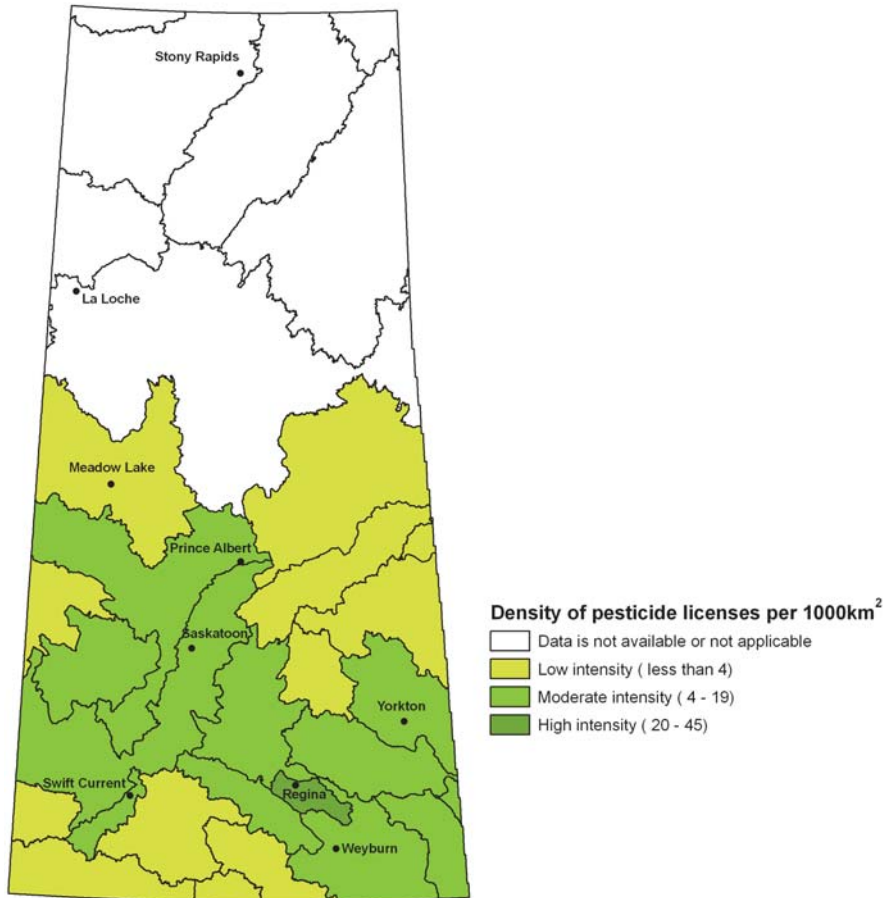 Stony Rapids
La Loche
Meadow Lake
Prince Albert
Saskatoon
Yorkton
Swift Current
Regina
Weyburn
Density of pesticide licenses per 1000km²
Data is not available or not applicable
Low intensity ( less than 4)
Moderate intensity ( 4 - 19)
High intensity ( 20 - 45)